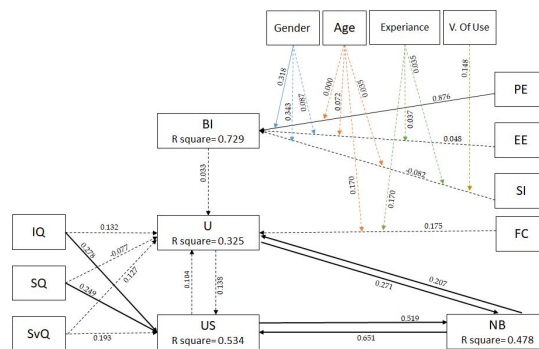 Gender
Age
Experiance
V. Of Use
0.318
0.343
0.087
0.000
0.072
0.035
0.170
0.037
0.035
0.170
0.148
PE
0.876
EE
0.048
SI
-0.082
FC
0.175
BI
R square= 0.729
0.033
IQ
0.132
0.278
U
R square= 0.325
-0.077
0.127
SQ
0.249
0.104
0.138
0.207
0.271
SvQ
0.193
US
R square= 0.534
0.519
0.651
NB
R square= 0.478